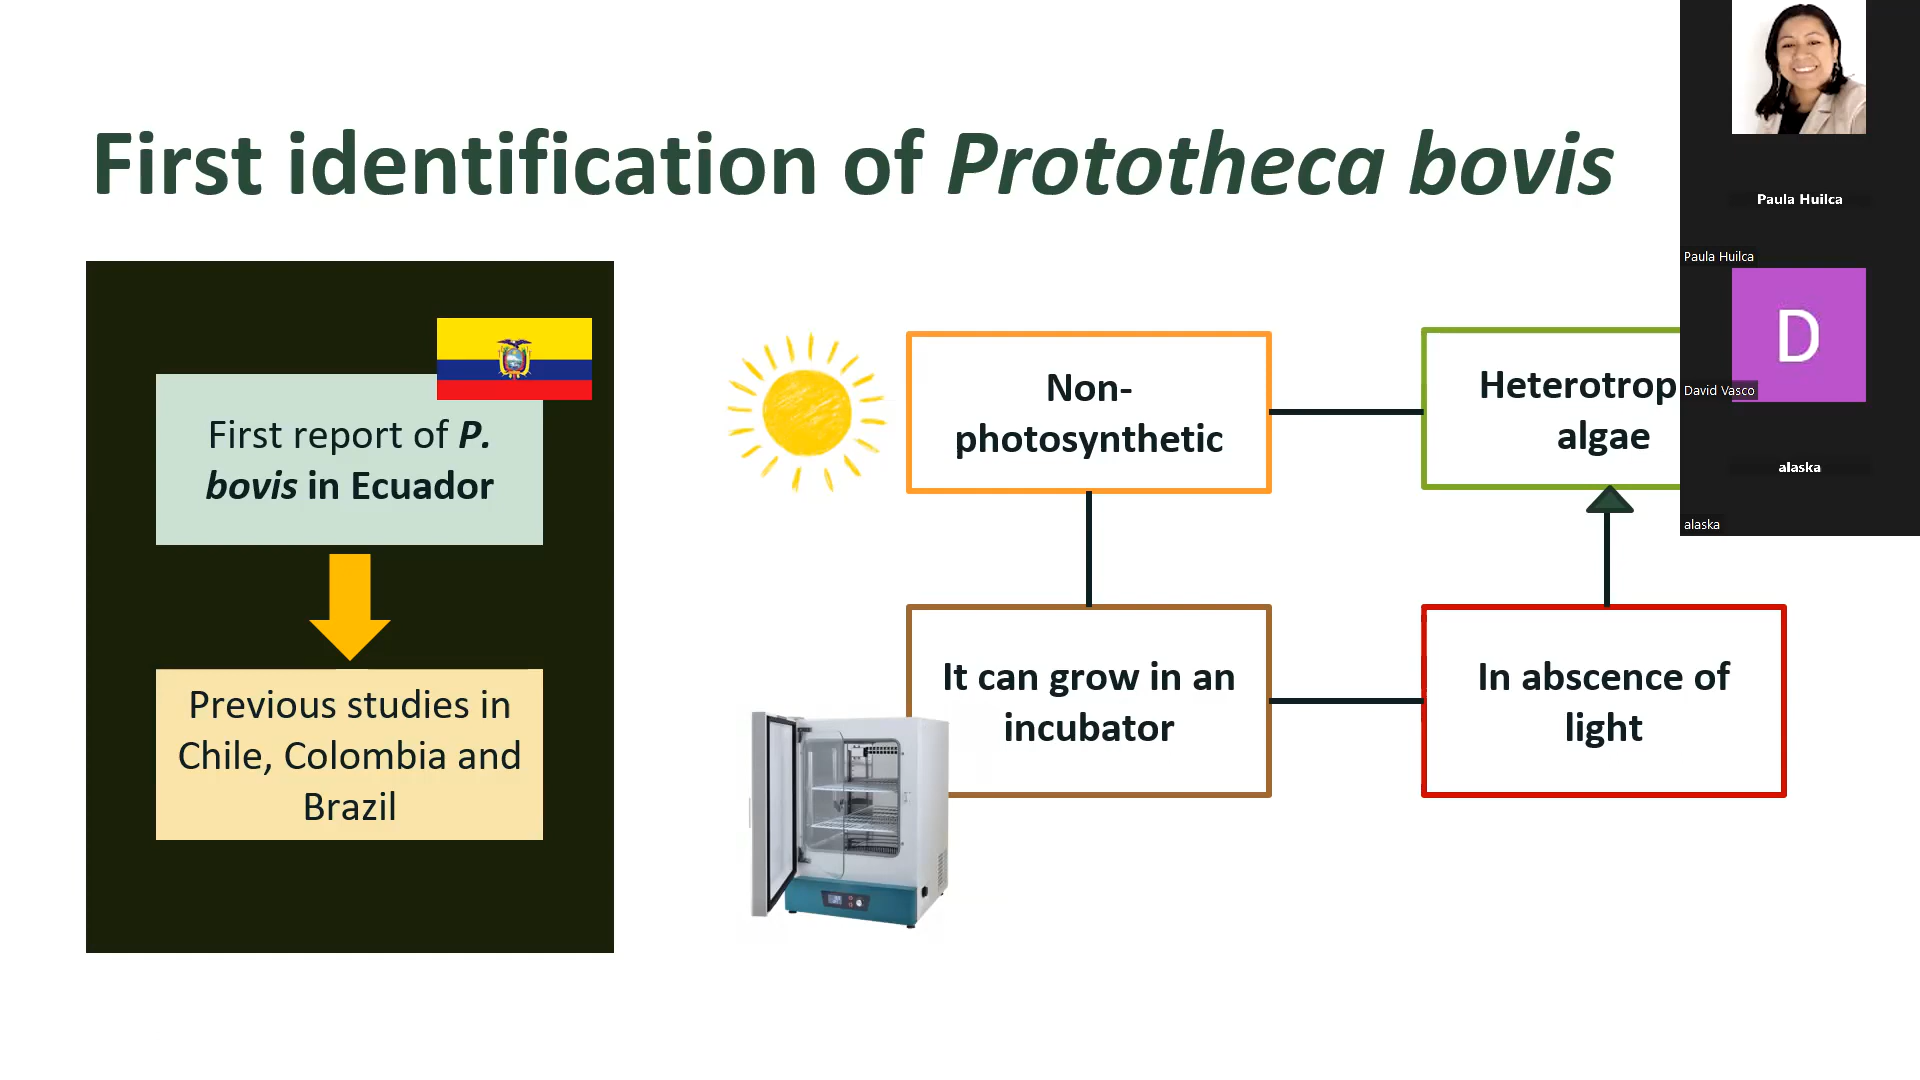 First identification of Prototheca bovis
First report of P.
bovis in Ecuador
Previous studies in
Chile, Colombia and
Brazil
Non-
photosynthetic
Heterotrop
algae
It can grow in an
incubator
In abscence of
light
Paula Huilca
Paula Huilca
D
David Vasco
alaska
alaska